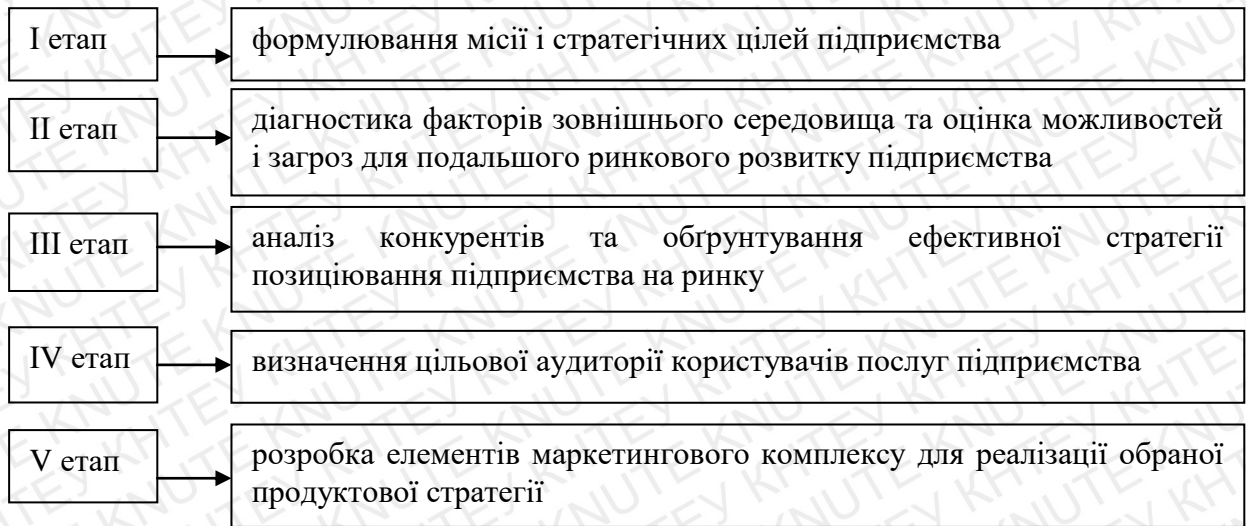 I етап
формулювання місії і стратегічних цілей підприємства
II етап
діагностика факторів зовнішнього середовища та оцінка можливостей
і загроз для подальшого ринкового розвитку підприємства
III етап
аналіз конкурентів та обґрунтування ефективної стратегії
позиціювання підприємства на ринку
IV етап
визначення цільової аудиторії користувачів послуг підприємства
V етап
розробка елементів маркетингового комплексу для реалізації обраної
продуктової стратегії